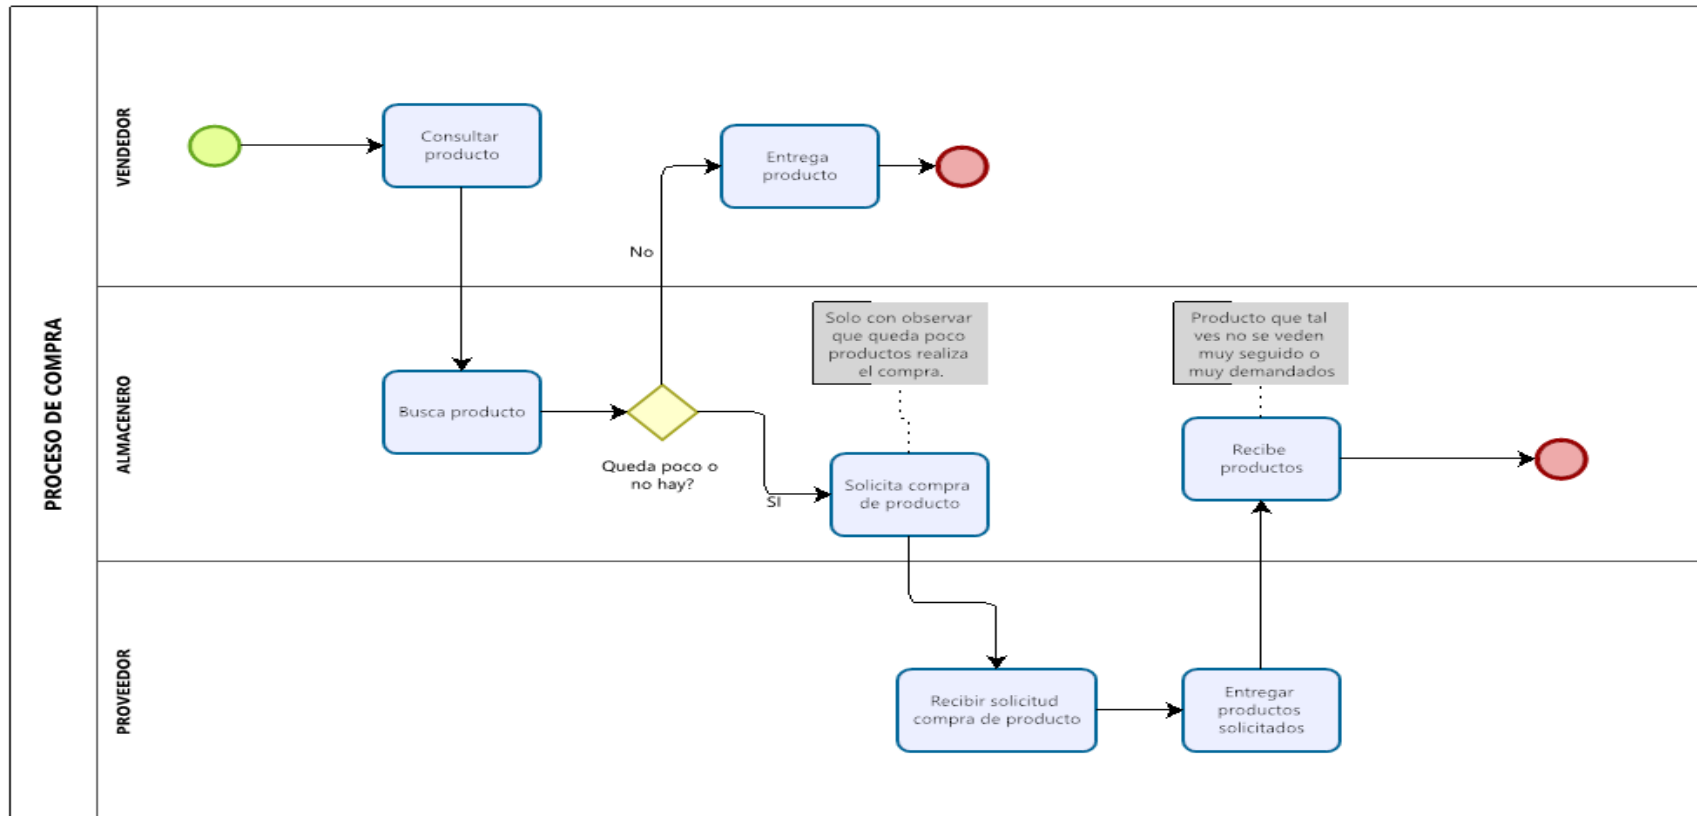 PROCESO DE COMPRA
VENDEDOR
Consultar
producto
Entrega
producto
No
ALMACENERO
Busca producto
Queda poco o
no hay?
SI
Solo con observar
que queda poco
productos realiza
el compra.
Solicita compra
de producto
Producto que tal
ves no se veden
muy seguido o
muy demandados
Recibe
productos
PROVEEDOR
Recibir solicitud
compra de producto
Entregar
productos
solicitados